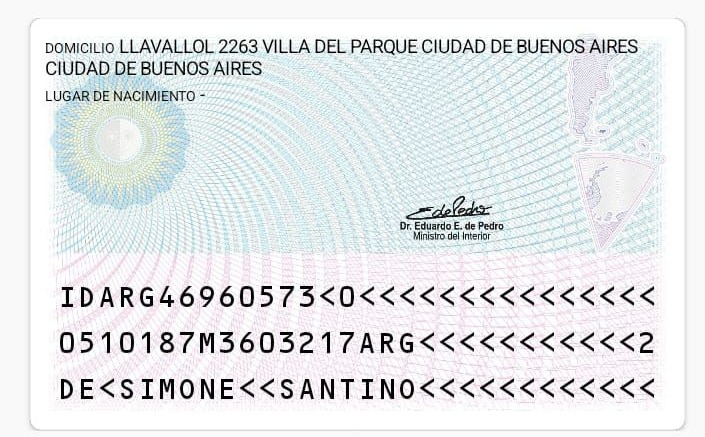 DOMICILIO LLAVALLOL 2263 VILLA DEL PARQUE CIUDAD DE BUENOS AIRES
CIUDAD DE BUENOS AIRES
LUGAR DE NACIMIENTO -
EdePedro
Dr. Eduardo E. de Pedro
Ministro del Interior
IDARG46960573<0<<<<<<<<<<<<<<<
0510187M3603217ARG<<<<<<<<<<<2
DE<SIMONE<<SANTINO<<<<<<<<<<<<